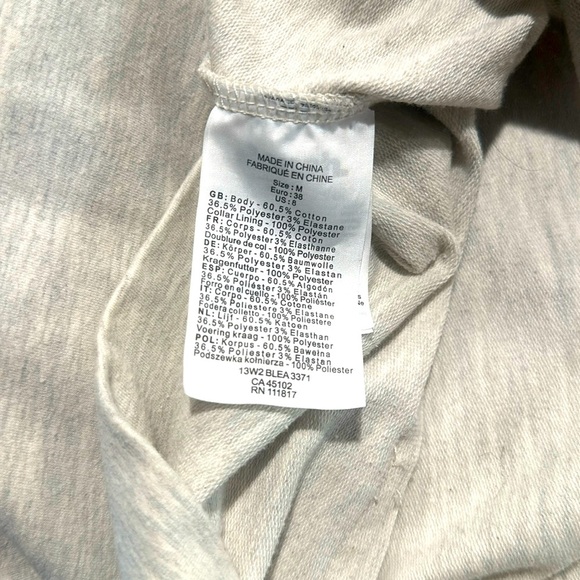 MADE IN CHINA
FABRIQUÉ EN CHINE
Size : M
Euro : 38
US : 8
GB: Body - 60.5% Cotton
36.5% Polyester 3% Elastane
Collar Lining - 100% Polyester
FR: Corps - 60.5% Coton
36.5% Polyester 3% Elasthanne
Doublure de col - 100% Polyester
DE: Körper - 60.5% Baumwolle
36.5% Polyester 3% Elastan
Kragenfutter - 100% Polyester
ESP: Cuerpo - 60.5% Algodón
36.5% Poliéster 3% Elastán
Forro en el cuello - 100% Poliéster
IT: Corpo - 60.5% Cotone
36.5% Poliestere 3% Elastane
Fodera colletto - 100% Poliestere
NL: Lijf - 60.5% Katoen
36.5% Polyester 3% Elasthan
Voering kraag - 100% Polyester
POL: Korpus - 60.5% Bawełna
36.5% Poliester 3% Elastan
Podszewka kołnierza - 100% Poliester
13W2 BLEA 3371
CA 45102
RN 111817